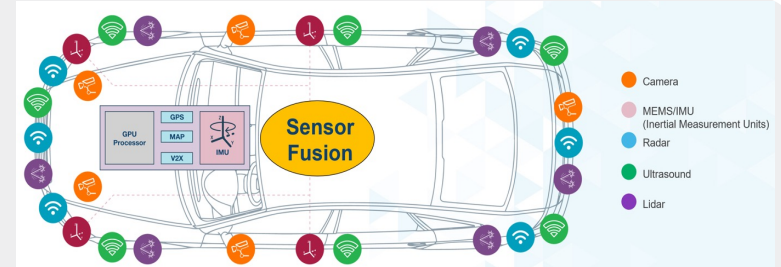 GPU
Processor
GPS
MAP
V2X
Z
Y
IMU
Sensor
Fusion
Camera
MEMS/IMU
(Inertial Measurement Units)
Radar
Ultrasound
Lidar